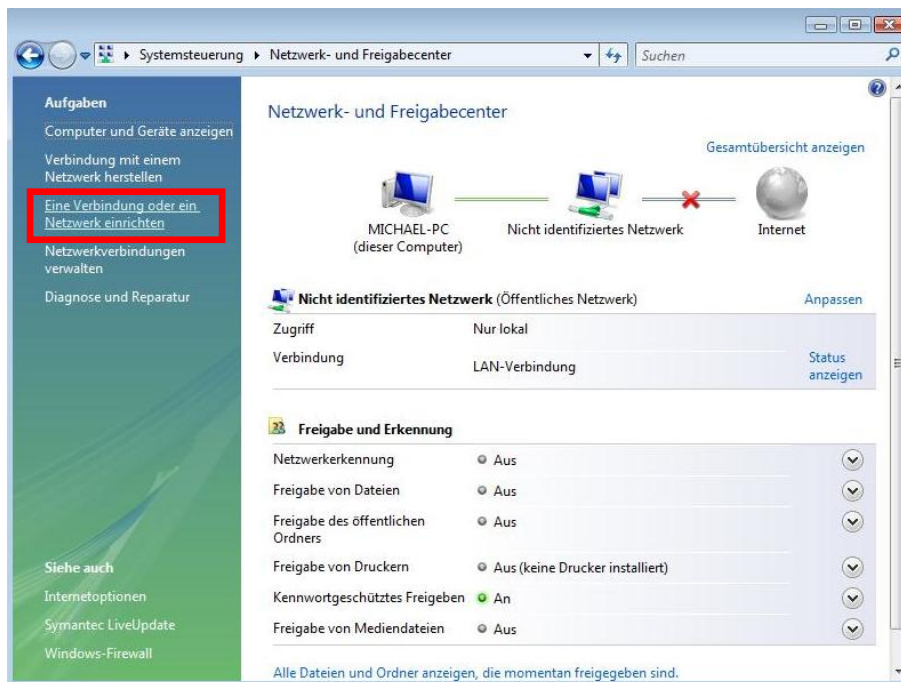 Systemsteuerung Netzwerk- und Freigabecenter
Suchen
Aufgaben
Computer und Geräte anzeigen
Verbindung mit einem
Netzwerk herstellen
Eine Verbindung oder ein
Netzwerk einrichten
Netzwerkverbindungen
verwalten
Diagnose und Reparatur
Siehe auch
Internetoptionen
Symantec LiveUpdate
Windows-Firewall
Netzwerk- und Freigabecenter
Gesamtübersicht anzeigen
MICHAEL-PC
(dieser Computer)
Nicht identifiziertes Netzwerk
Internet
Nicht identifiziertes Netzwerk (Öffentliches Netzwerk) Anpassen
Zugriff Nur lokal
Verbindung LAN-Verbindung Status
anzeigen
Freigabe und Erkennung
Netzwerkerkennung Aus
Freigabe von Dateien Aus
Freigabe des öffentlichen Aus
Ordners
Freigabe von Druckern Aus (keine Drucker installiert)
Kennwortgeschütztes Freigeben An
Freigabe von Mediendateien Aus
Alle Dateien und Ordner anzeigen, die momentan freigegeben sind.